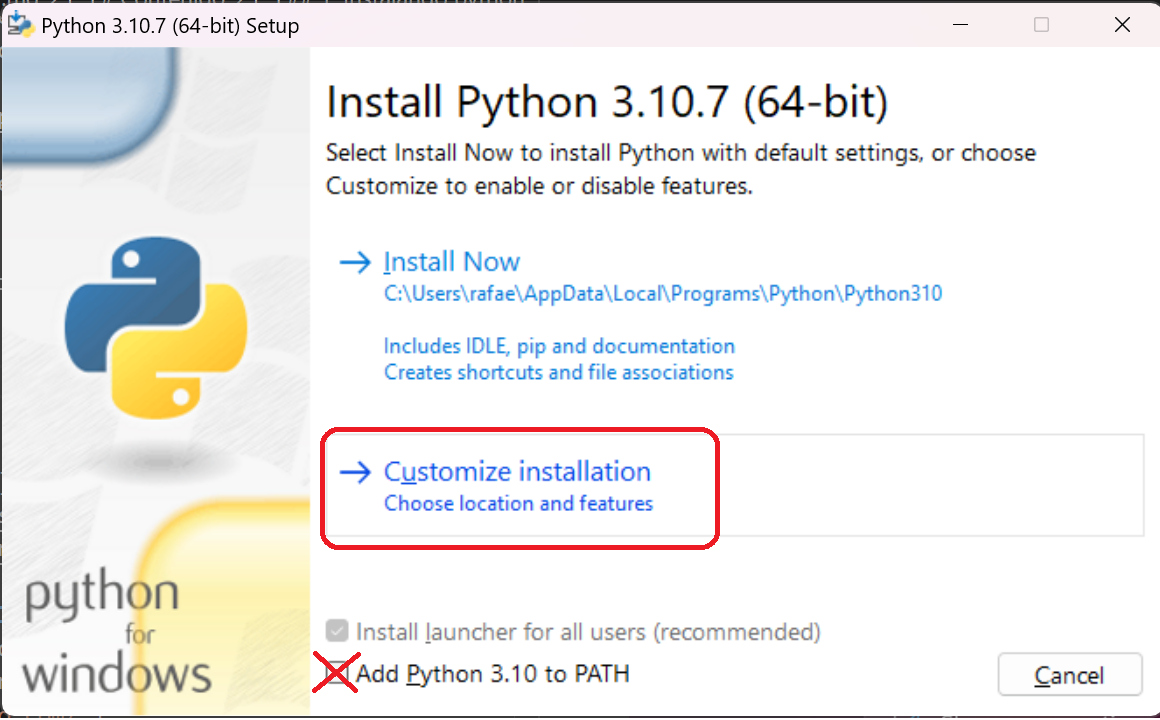 Python 3.10.7 (64-bit) Setup
Install Python 3.10.7 (64-bit)
Select Install Now to install Python with default settings, or choose
Customize to enable or disable features.
Install Now
C:\Users\rafae\AppData\Local\Programs\Python\Python310
Includes IDLE, pip and documentation
Creates shortcuts and file associations
Customize installation
Choose location and features
python
for
windows
Install launcher for all users (recommended)
Add Python 3.10 to PATH
Cancel